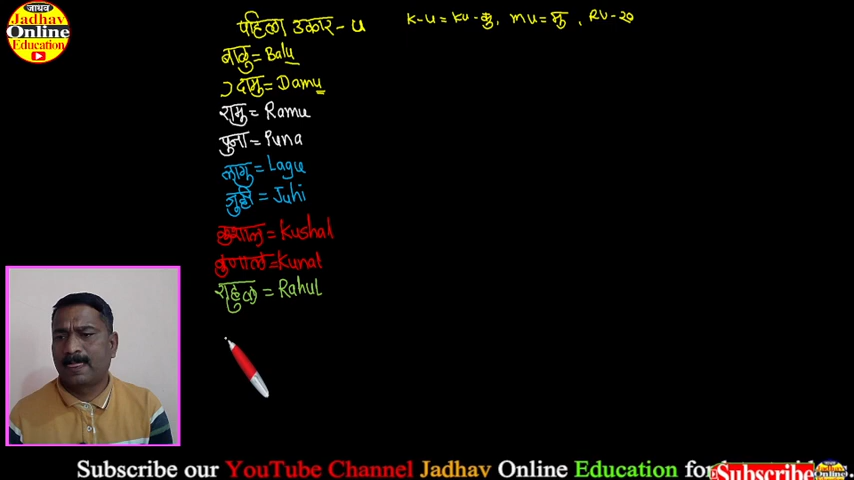 जाधव
Jadhav
Online
Education
पहिला उकार - u
K-U = KU - कु, MU = मु, RU - रु
बाळु = Balu
दामु = Damu
रामु = Ramu
पुना = Puna
लागु = Lagu
जुही = Juhi
कुशाल = Kushal
कुणाल = Kunal
राहुल = Rahul
Subscribe our YouTube Channel Jadhav Online Education for
Subscribe